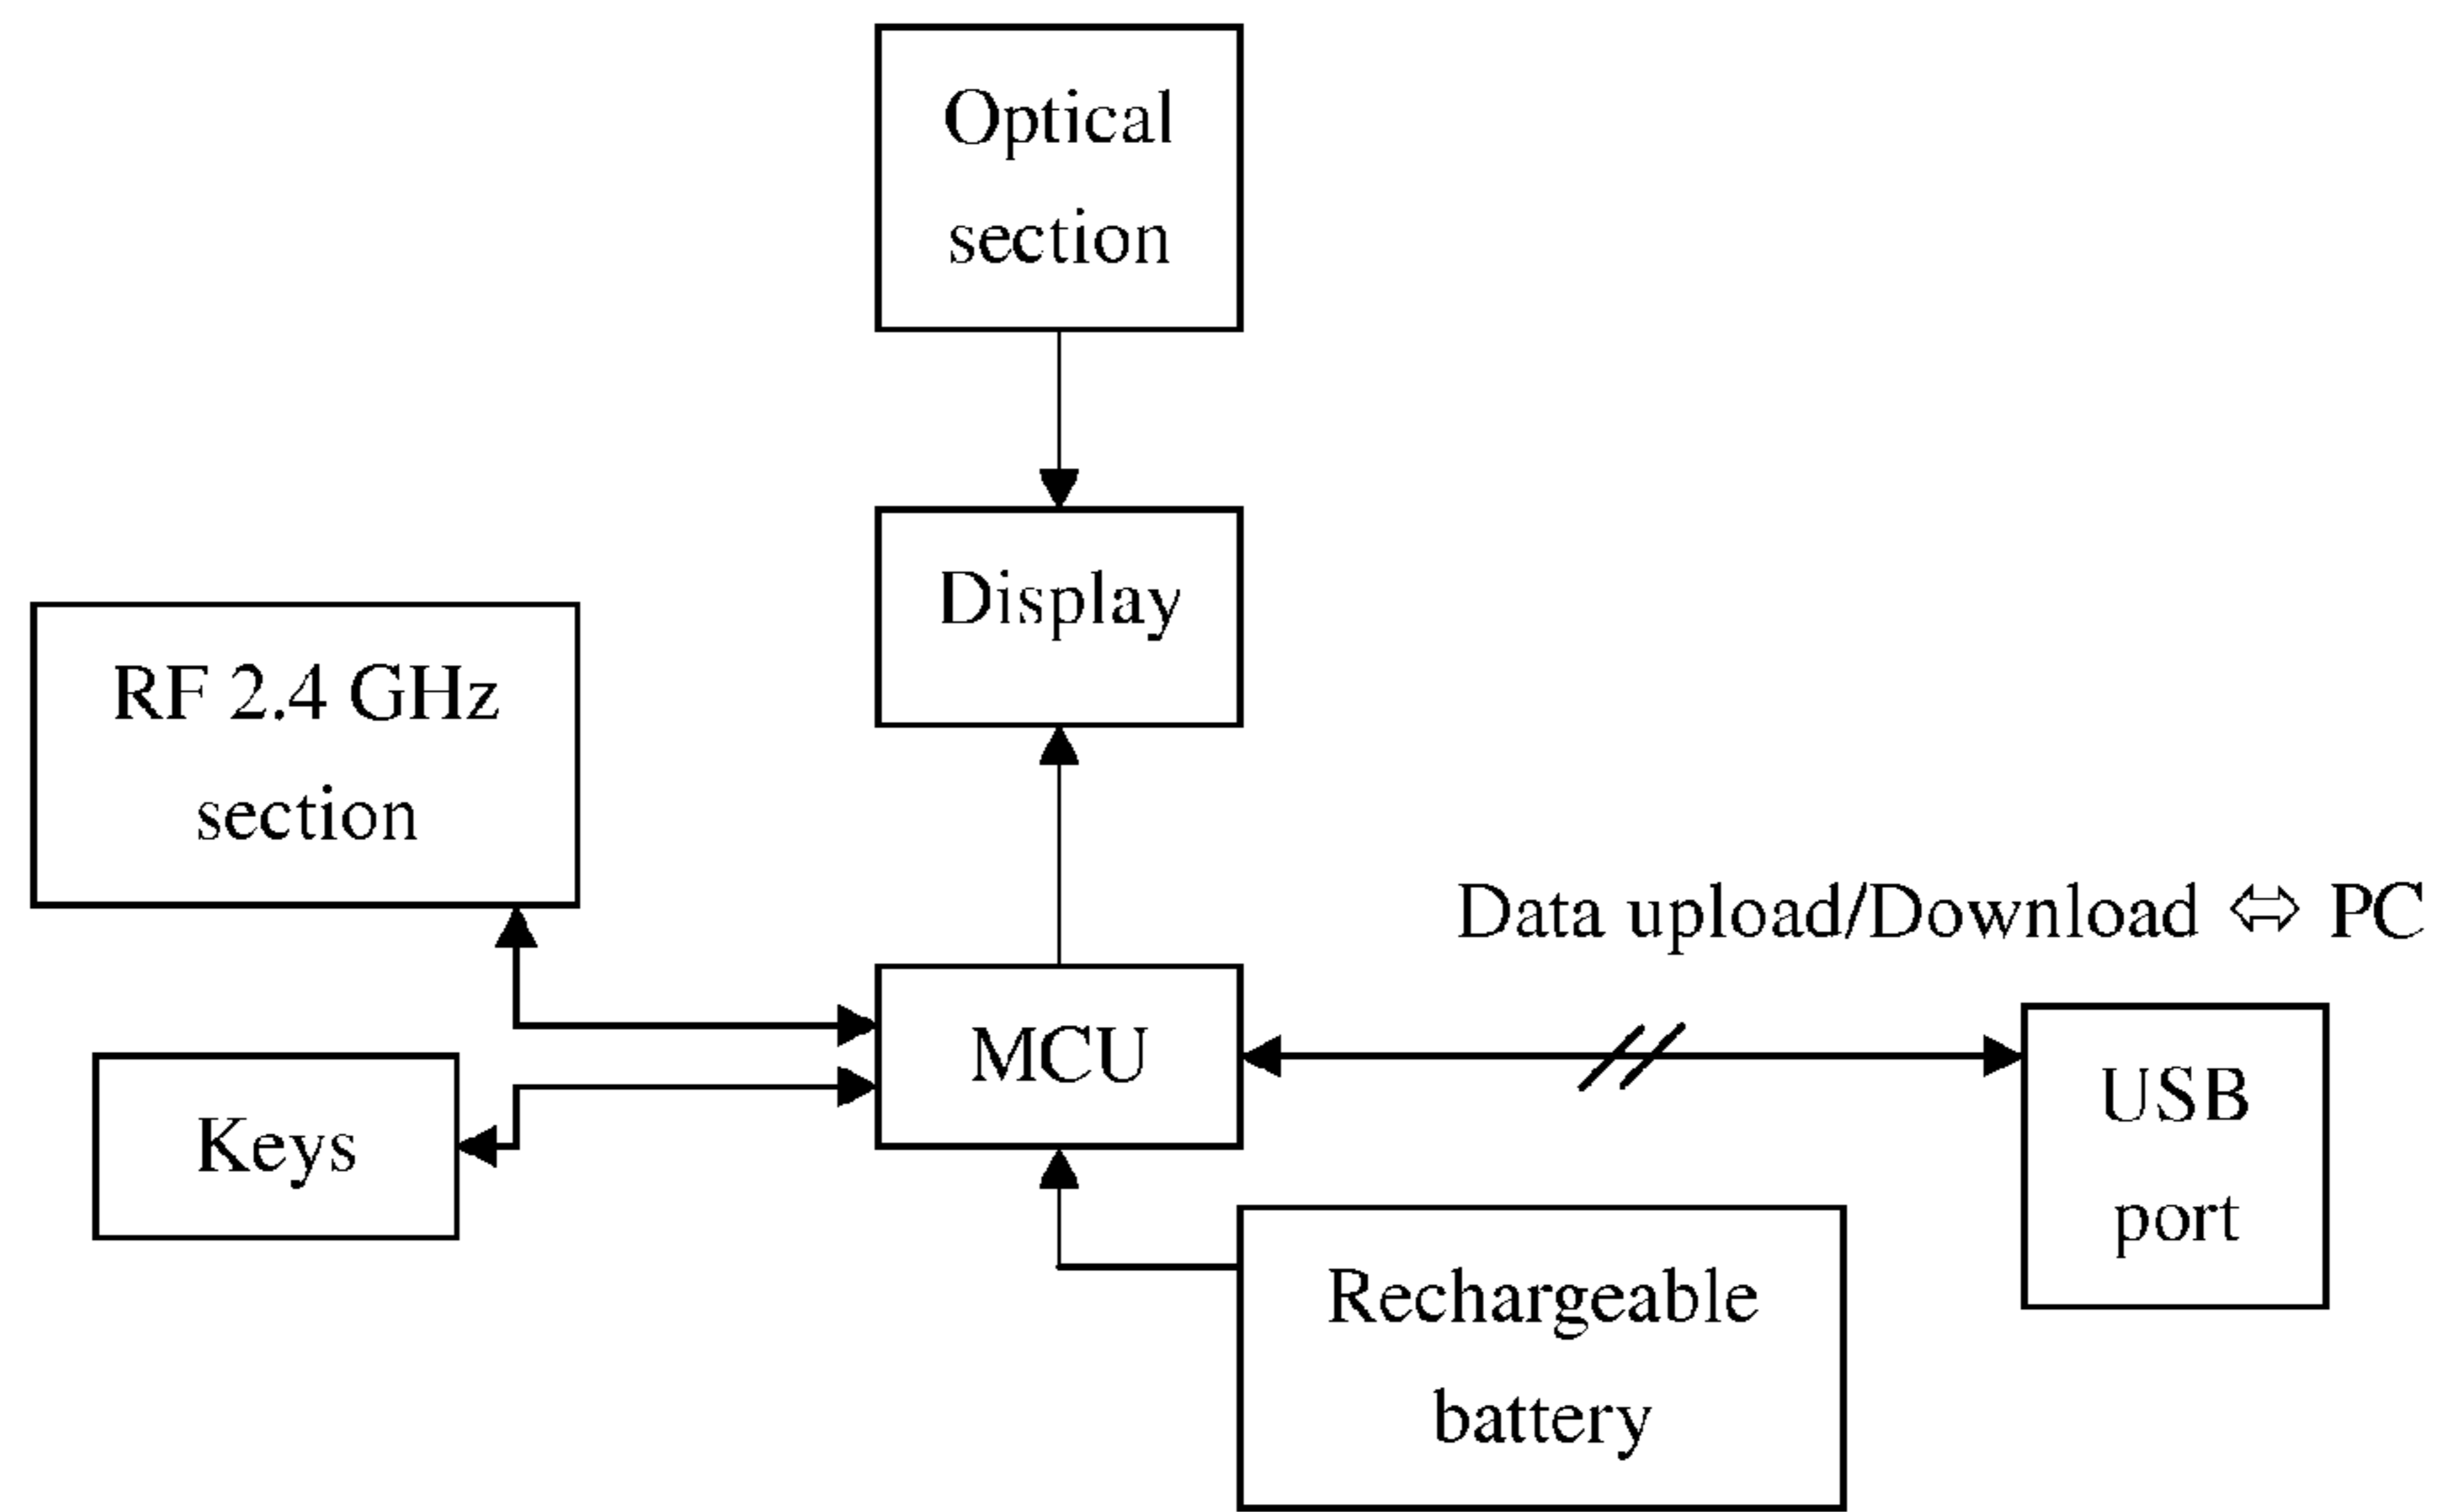 Optical
section
Display
RF 2.4 GHz
section
Data upload/Download ⇔ PC
MCU
USB
port
Keys
Rechargeable
battery